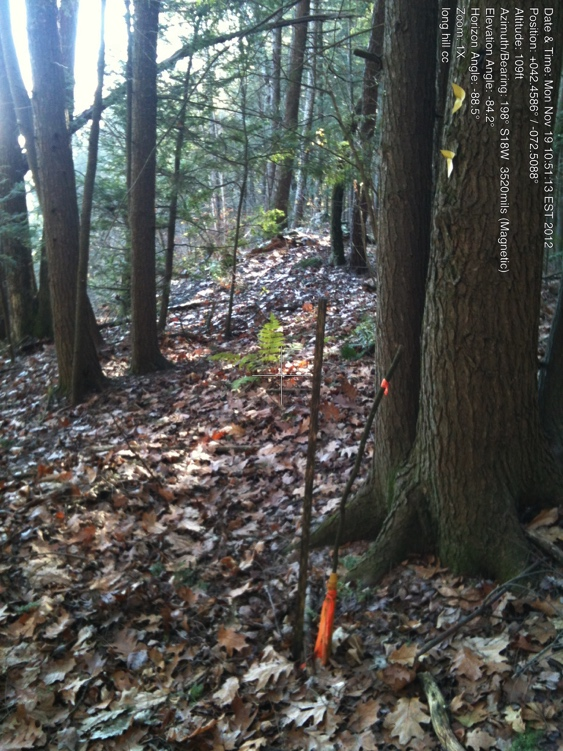 Date & Time: Mon Nov 19 10:51:13 EST 2012
Position: +042.4586° / -072.5088°
Altitude: 109ft
Azimuth/Bearing: 198° S18W 3520mils (Magnetic)
Elevation Angle: -84.2°
Horizon Angle: -88.5°
Zoom: 1X
long hill cc